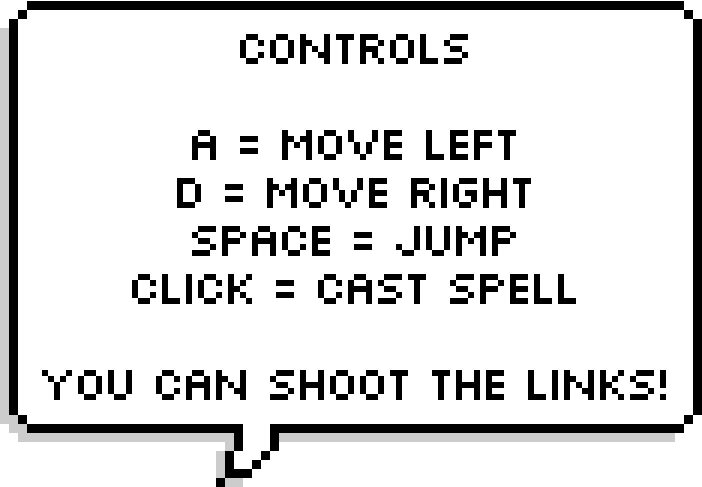 CONTROLS
A = MOVE LEFT
D = MOVE RIGHT
SPACE = JUMP
CLICK = CAST SPELL
YOU CAN SHOOT THE LINKS!